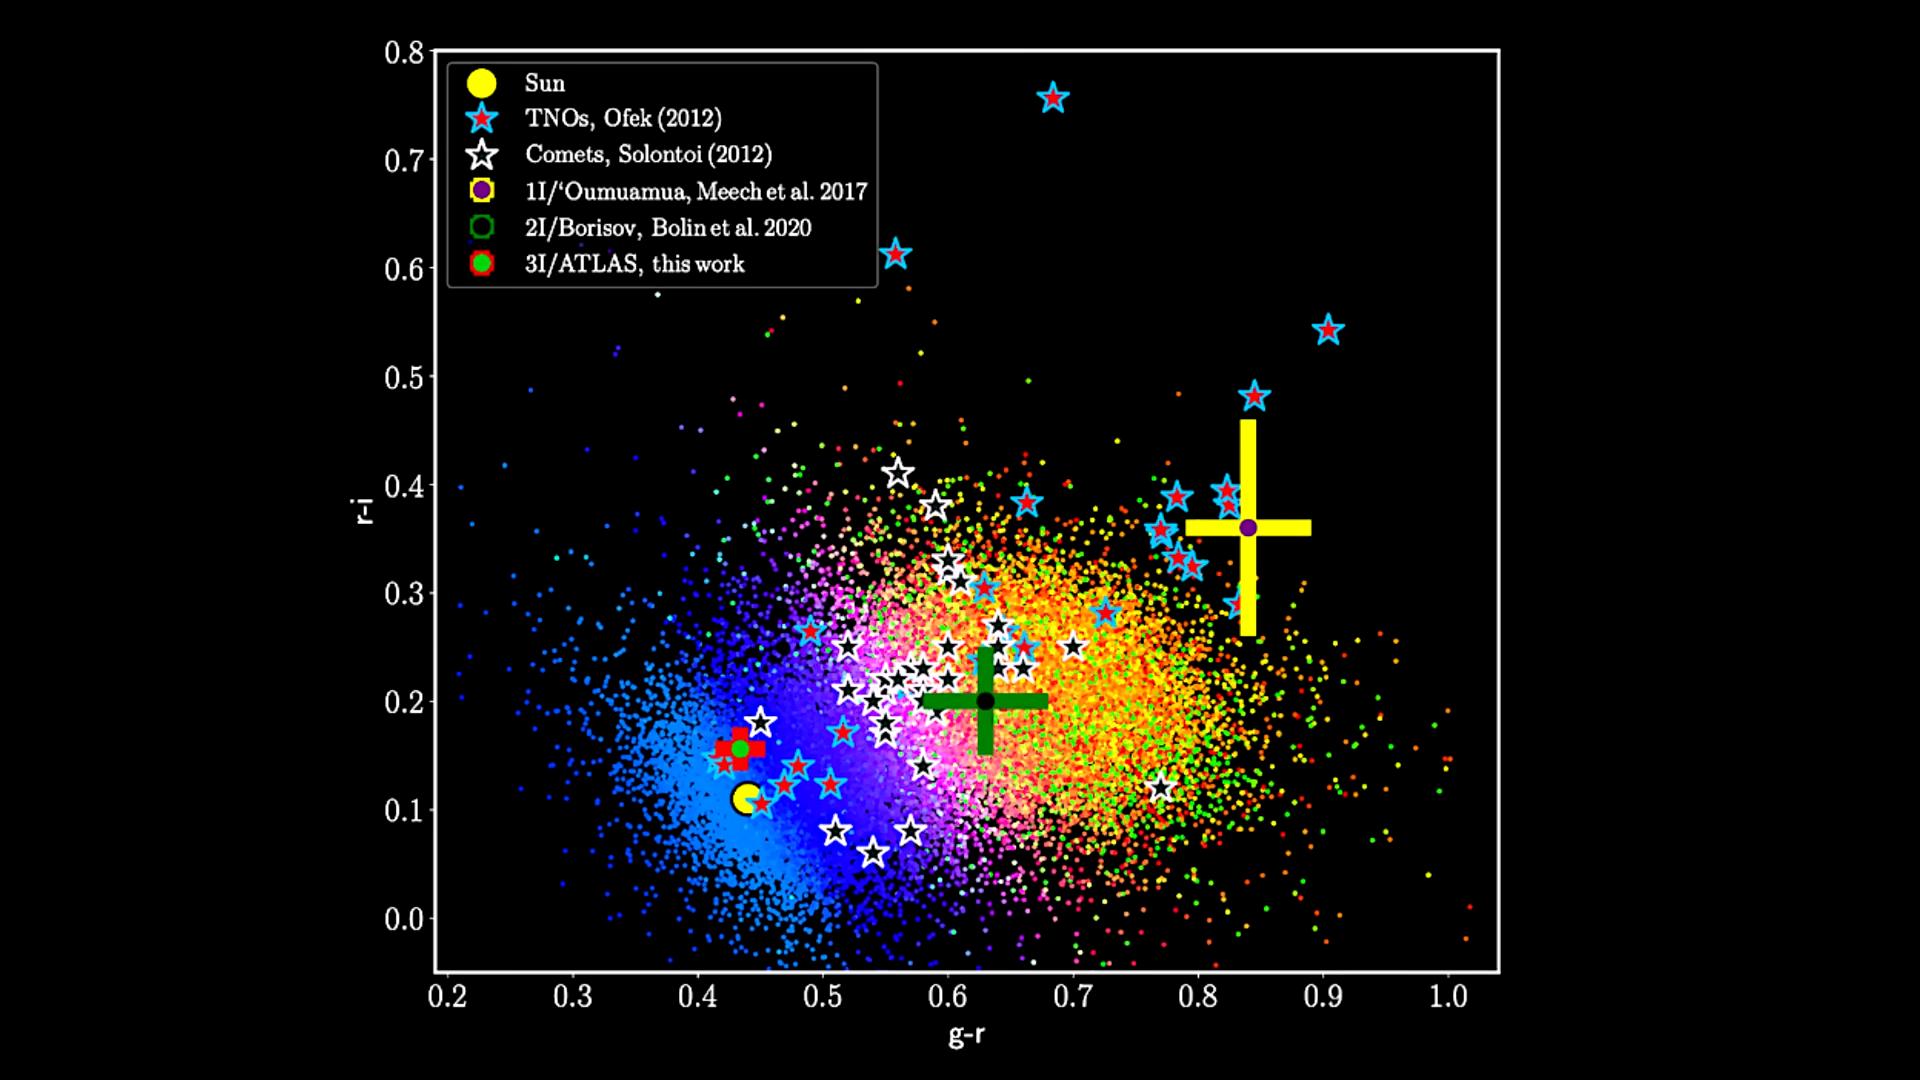 0.8
0.7
0.6
0.5
0.4
0.3
0.2
0.1
0.0
r-i
Sun
TNOs, Ofek (2012)
Comets, Solontoi (2012)
1I/‘Oumuamua, Meech et al. 2017
2I/Borisov, Bolin et al. 2020
3I/ATLAS, this work
0.2 0.3 0.4 0.5 0.6 0.7 0.8 0.9 1.0
g-r